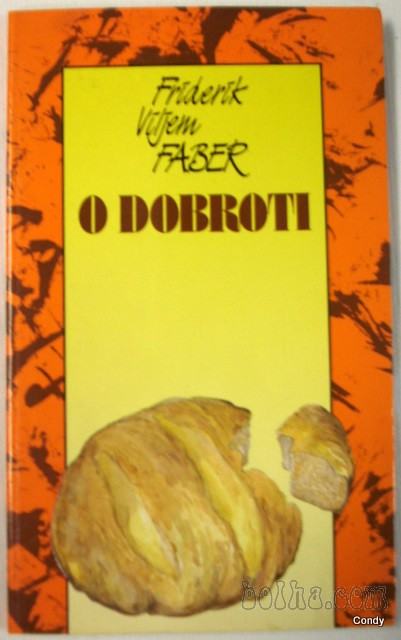 Friderik
Viljem
FABER
O DOBROTI
bolha.com
Condy